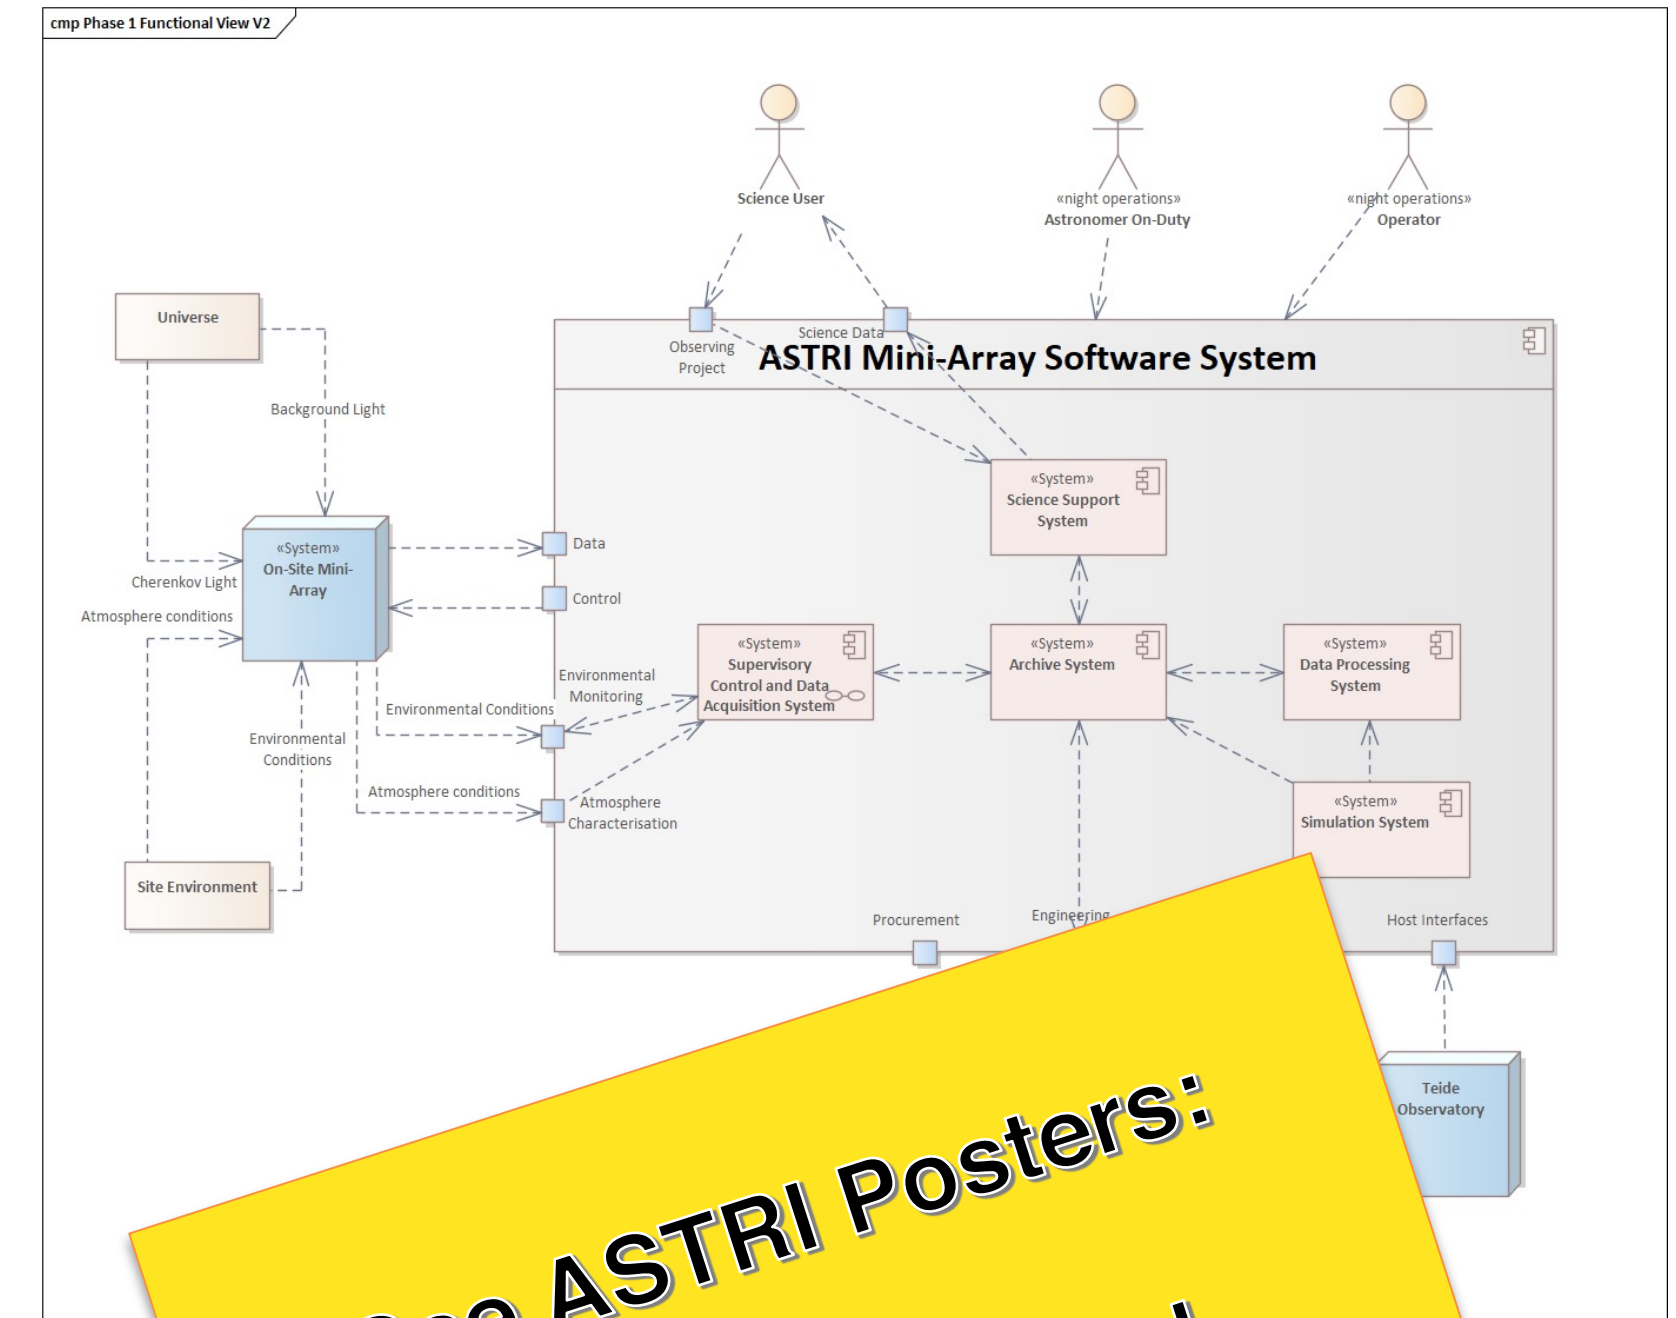 cmp Phase 1 Functional View V2
Science User
«night operations»
Astronomer On-Duty
«night operations»
Operator
Universe
Science Data
Observing
Project
ASTRI Mini-Array Software System
Background Light
«System»
Science Support
System
«System»
On-Site Mini-
Array
Data
Cherenkov Light
Control
Atmosphere conditions
«System»
Supervisory
Control and Data
Acquisition System
«System»
Archive System
«System»
Data Processing
System
Environmental
Monitoring
Environmental Conditions
Environmental
Conditions
Atmosphere conditions
Atmosphere
Characterisation
«System»
Simulation System
Site Environment
Procurement
Engineering
Host Interfaces
Teide
Observatory
See ASTRI Posters: